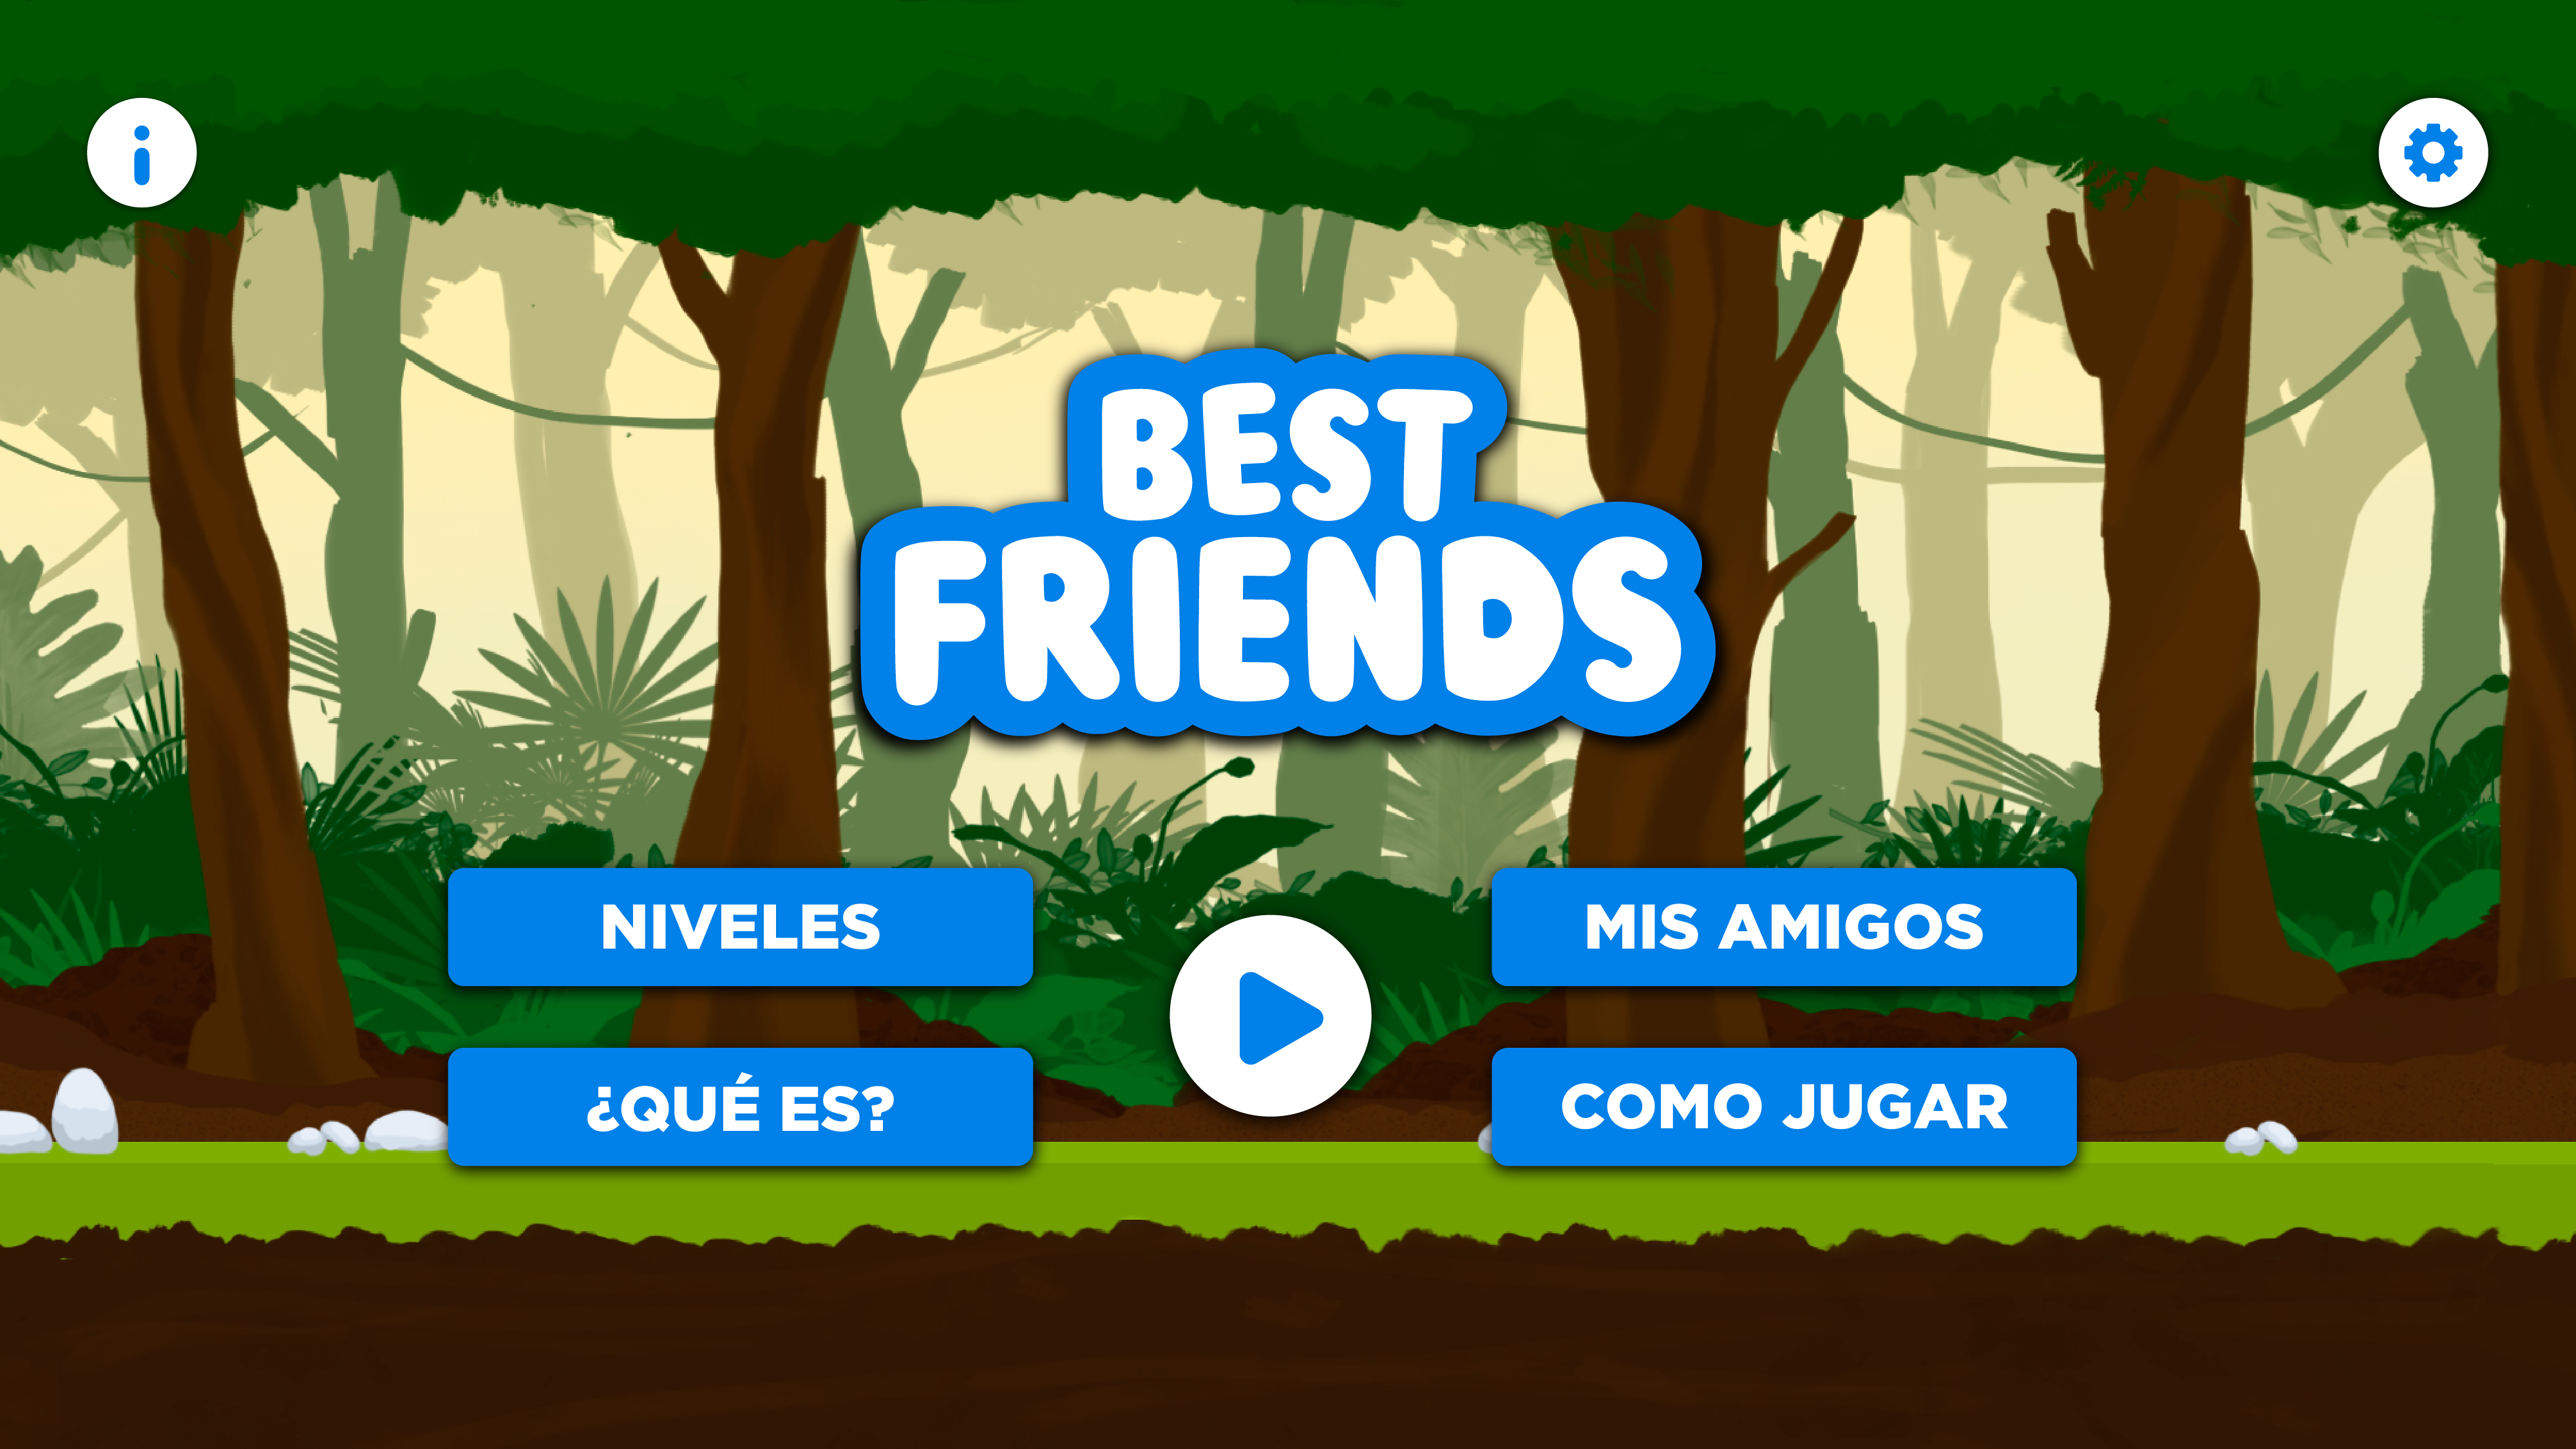 BEST
FRIENDS
NIVELES
MIS AMIGOS
¿QUÉ ES?
COMO JUGAR